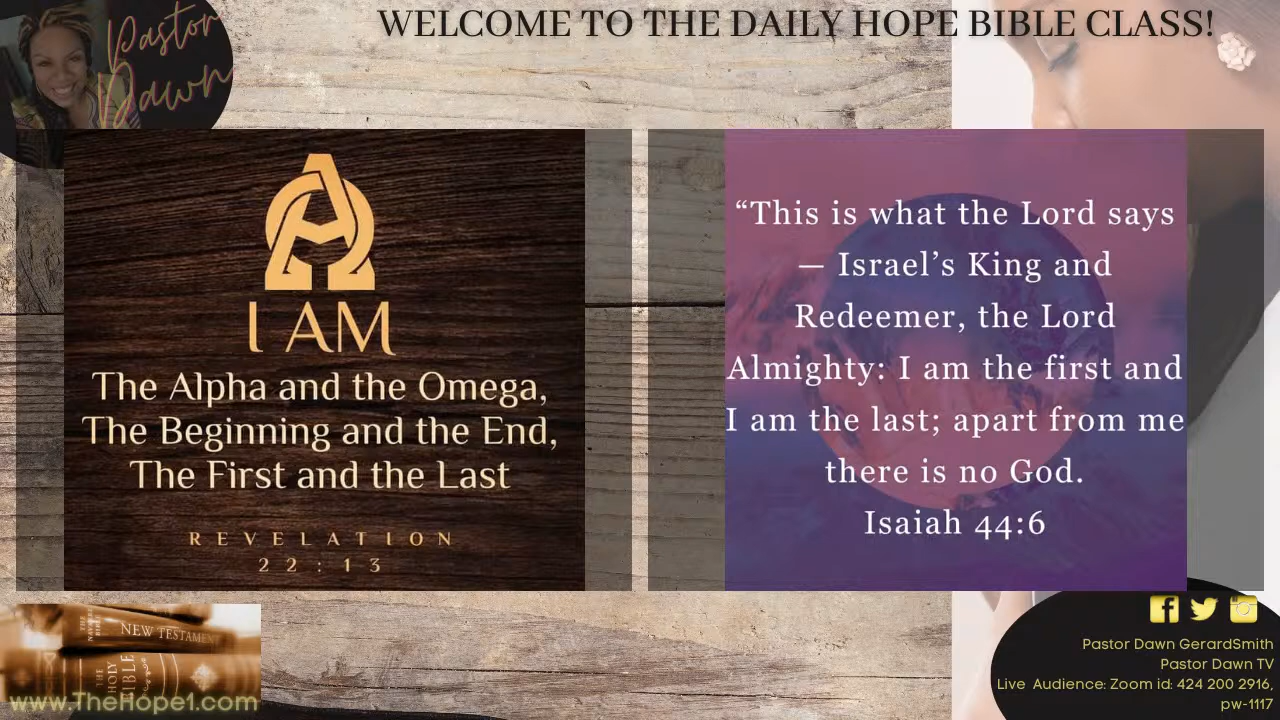 WELCOME TO THE DAILY HOPE BIBLE CLASS!
Pastor
Dawn
I AM
The Alpha and the Omega,
The Beginning and the End,
The First and the Last
REVELATION
22:13
“This is what the Lord says
— Israel’s King and
Redeemer, the Lord
Almighty: I am the first and
I am the last; apart from me
there is no God.
Isaiah 44:6
NEW TESTAMENT
THE
HOLY
BIBLE
www.TheHope1.com
Pastor Dawn GerardSmith
Pastor Dawn TV
Live Audience: Zoom id: 424 200 2916,
pw-1117